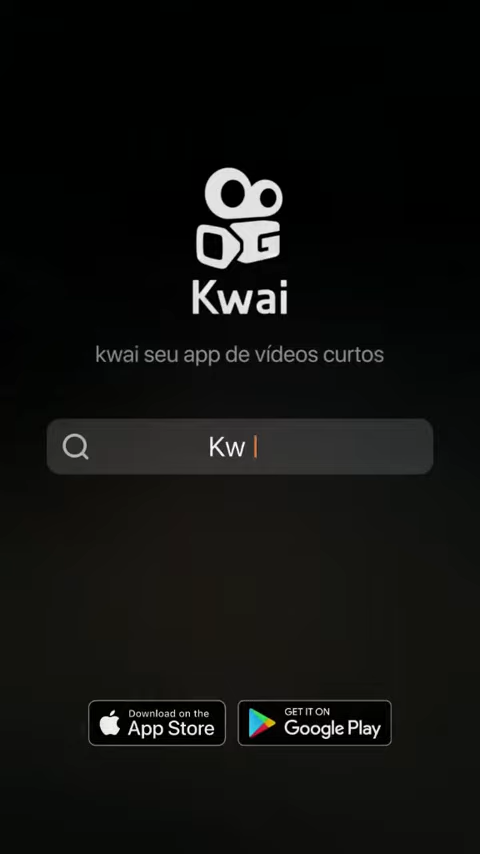 Kwai
kwai seu app de vídeos curtos
Kw
Download on the
App Store
GET IT ON
Google Play